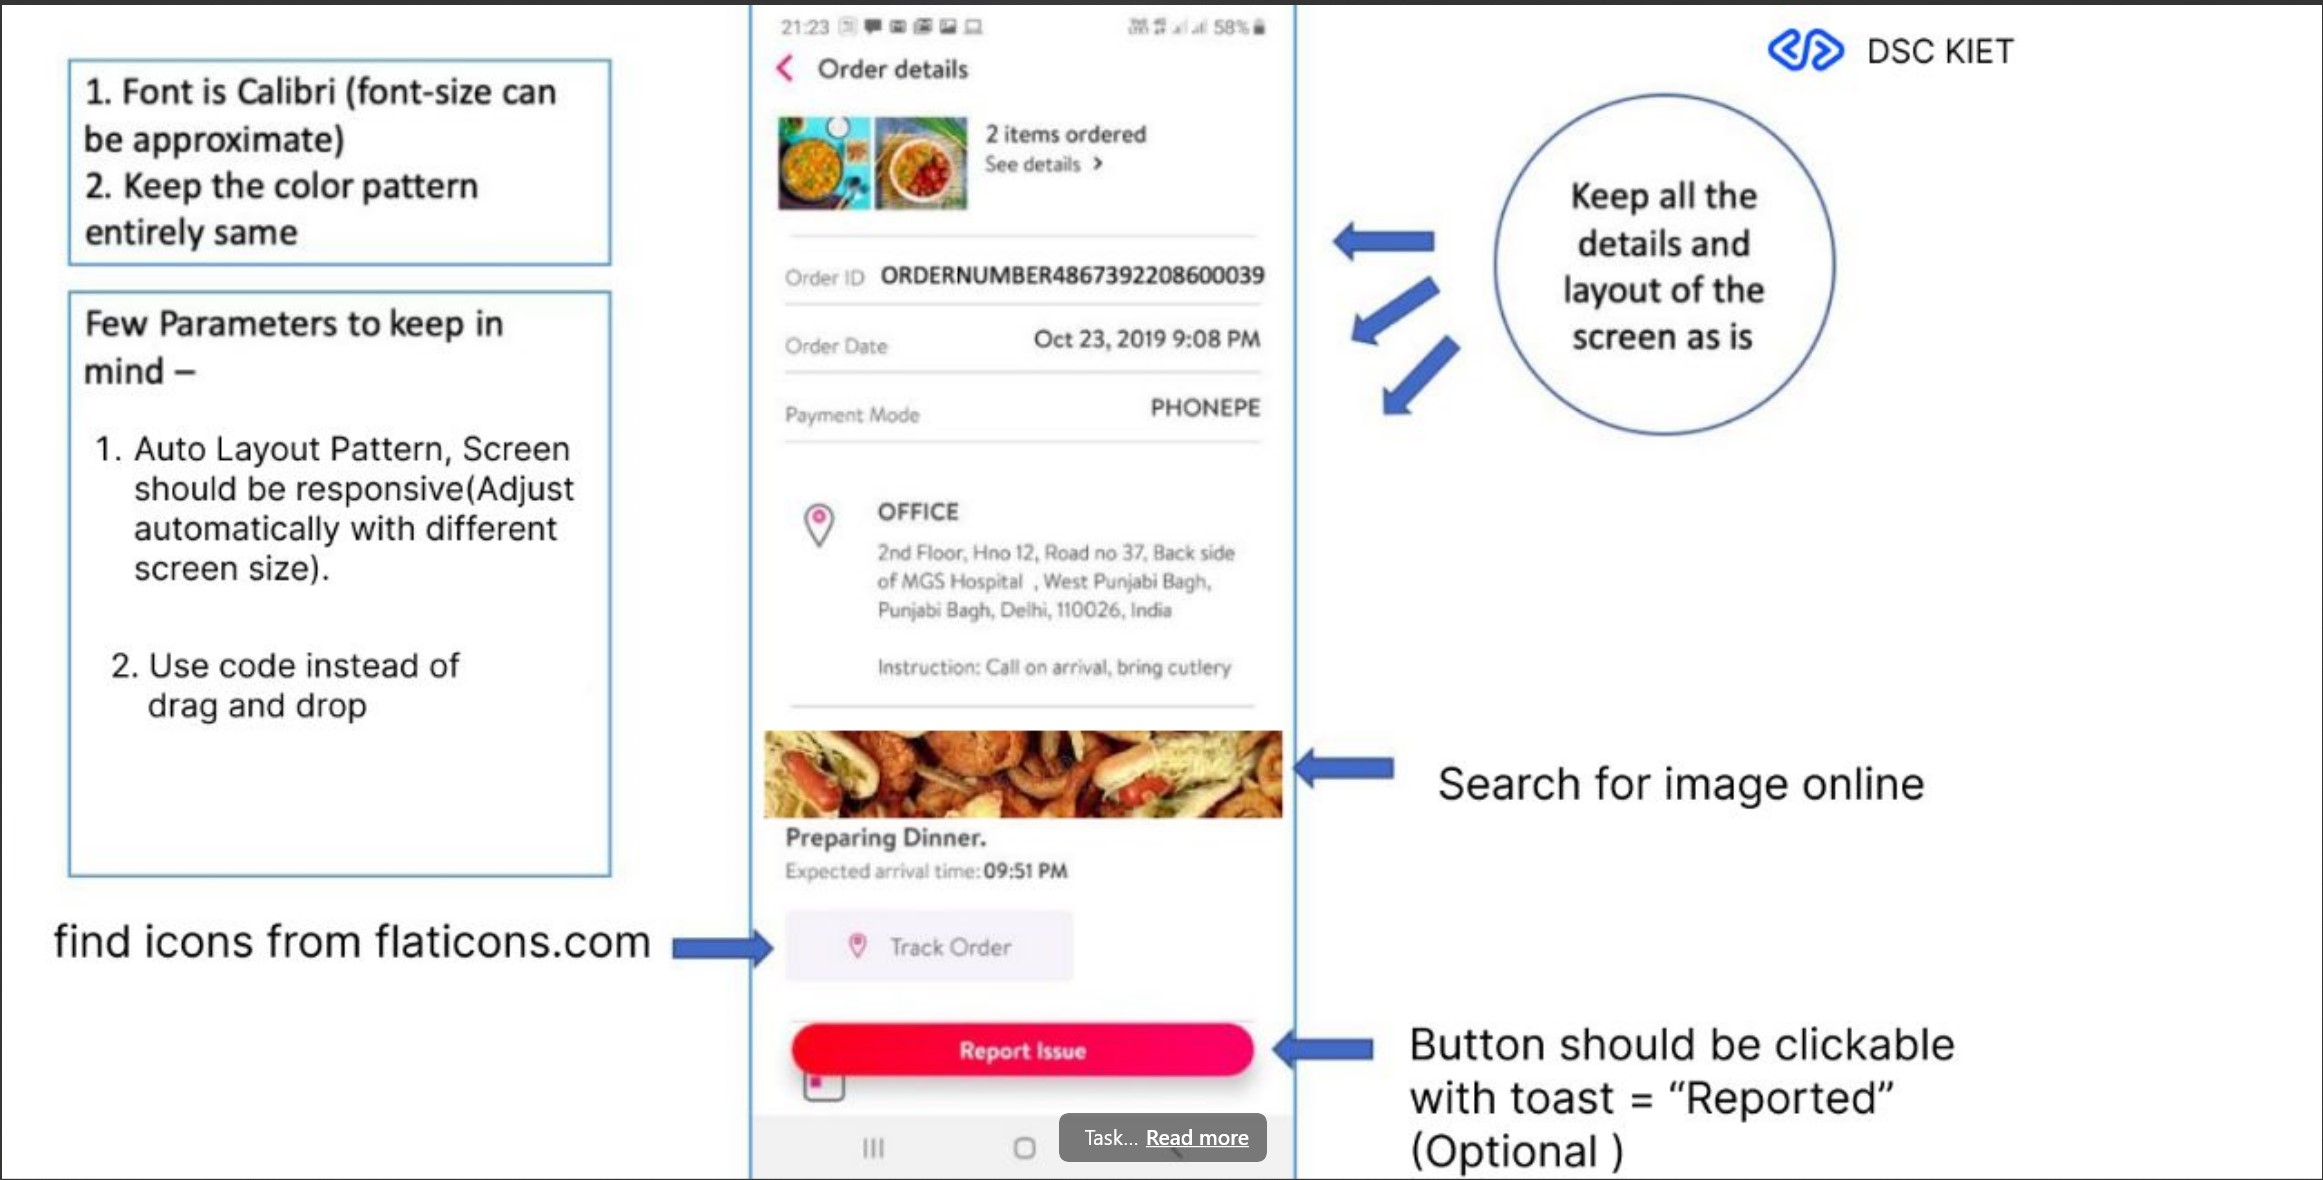 1. Font is Calibri (font-size can
be approximate)
2. Keep the color pattern
entirely same
Few Parameters to keep in
mind –
1. Auto Layout Pattern, Screen
should be responsive(Adjust
automatically with different
screen size).
2. Use code instead of
drag and drop
find icons from flaticons.com
21:23
58%
Order details
2 items ordered
See details >
Order ID ORDERNUMBER4867392208600039
Order Date Oct 23, 2019 9:08 PM
Payment Mode PHONEPE
OFFICE
2nd Floor, Hno 12, Road no 37, Back side
of MGS Hospital , West Punjabi Bagh,
Punjabi Bagh, Delhi, 110026, India
Instruction: Call on arrival, bring cutlery
Preparing Dinner.
Expected arrival time: 09:51 PM
Track Order
Report Issue
Task... Read more
DSC KIET
Keep all the
details and
layout of the
screen as is
Search for image online
Button should be clickable
with toast = “Reported”
(Optional )